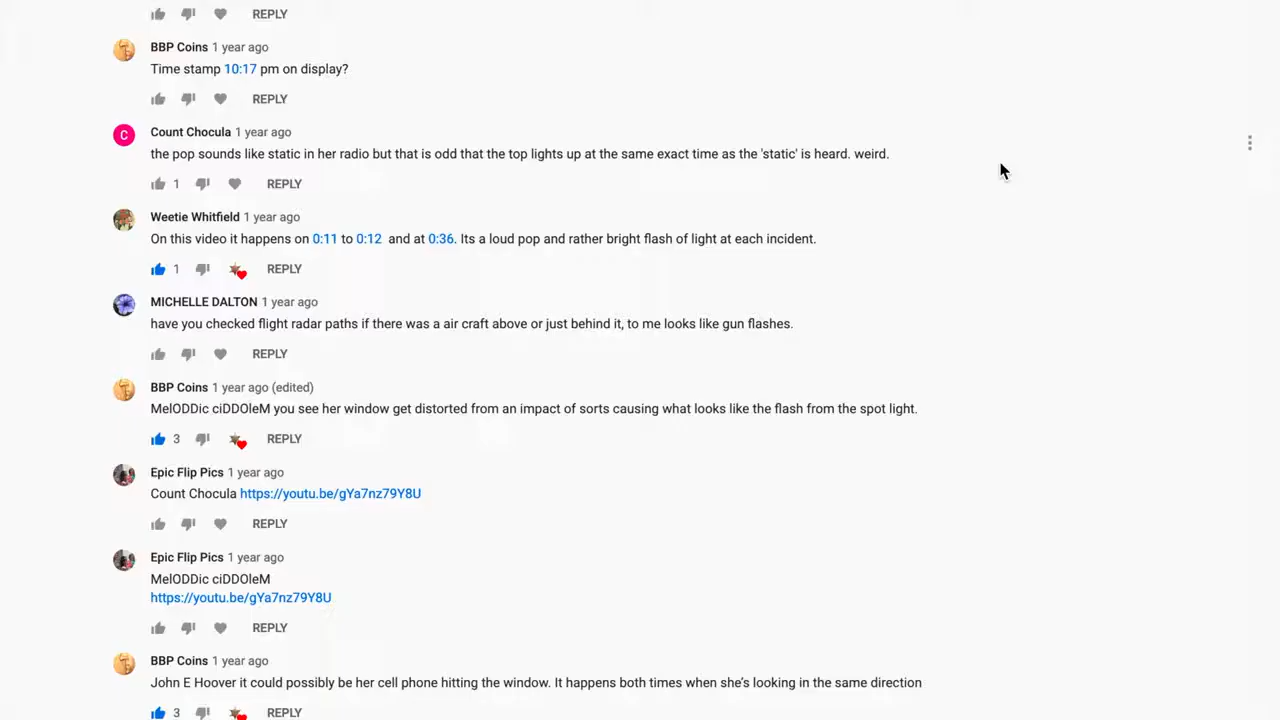 REPLY
BBP Coins 1 year ago
Time stamp 10:17 pm on display?
REPLY
C
Count Chocula 1 year ago
the pop sounds like static in her radio but that is odd that the top lights up at the same exact time as the 'static' is heard. weird.
1 REPLY
Weetie Whitfield 1 year ago
On this video it happens on 0:11 to 0:12 and at 0:36. Its a loud pop and rather bright flash of light at each incident.
1 REPLY
MICHELLE DALTON 1 year ago
have you checked flight radar paths if there was a air craft above or just behind it, to me looks like gun flashes.
REPLY
BBP Coins 1 year ago (edited)
MelODDic ciDDOleM you see her window get distorted from an impact of sorts causing what looks like the flash from the spot light.
3 REPLY
Epic Flip Pics 1 year ago
Count Chocula https://youtu.be/gYa7nz79Y8U
REPLY
Epic Flip Pics 1 year ago
MelODDic ciDDOleM
https://youtu.be/gYa7nz79Y8U
REPLY
BBP Coins 1 year ago
John E Hoover it could possibly be her cell phone hitting the window. It happens both times when she's looking in the same direction
3 REPLY